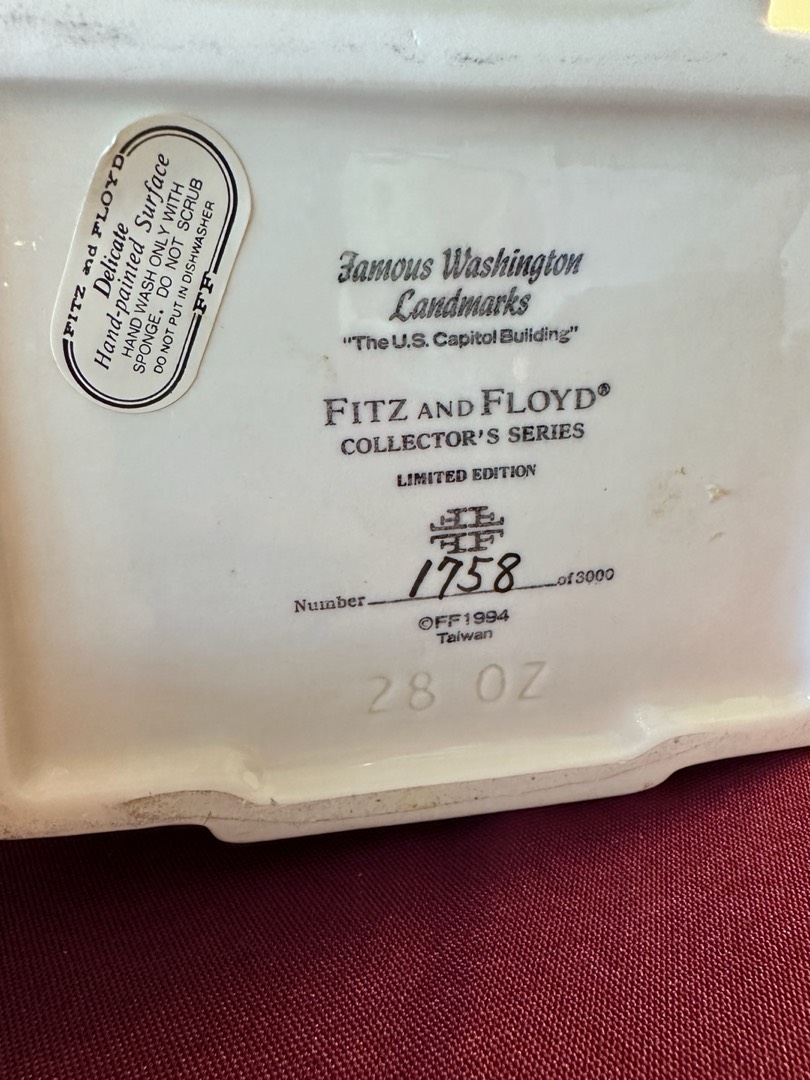 FITZ and FLOYD
Delicate
Hand-painted Surface
HAND WASH ONLY WITH
SPONGE. DO NOT SCRUB
DO NOT PUT IN DISHWASHER
FF
Famous Washington
Landmarks
"The U.S. Capitol Building"
FITZ AND FLOYD®
COLLECTOR'S SERIES
LIMITED EDITION
FF
FF
Number 1758 of 3000
©FF1994
Taiwan
28 OZ